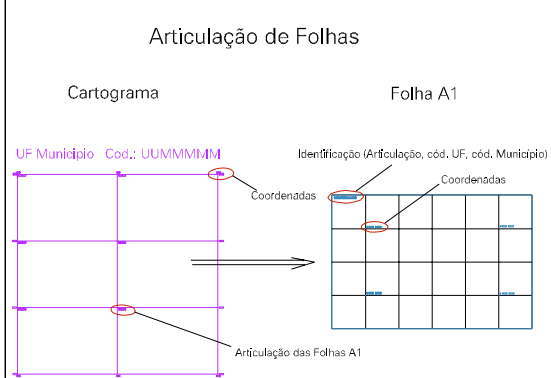 Articulação de Folhas
Cartograma
Folha A1
UF Municipio Cod.: UUMMMMM
Identificação (Articulação, cód. UF, cód. Município)
Coordenadas
Coordenadas
Articulação das Folhas A1